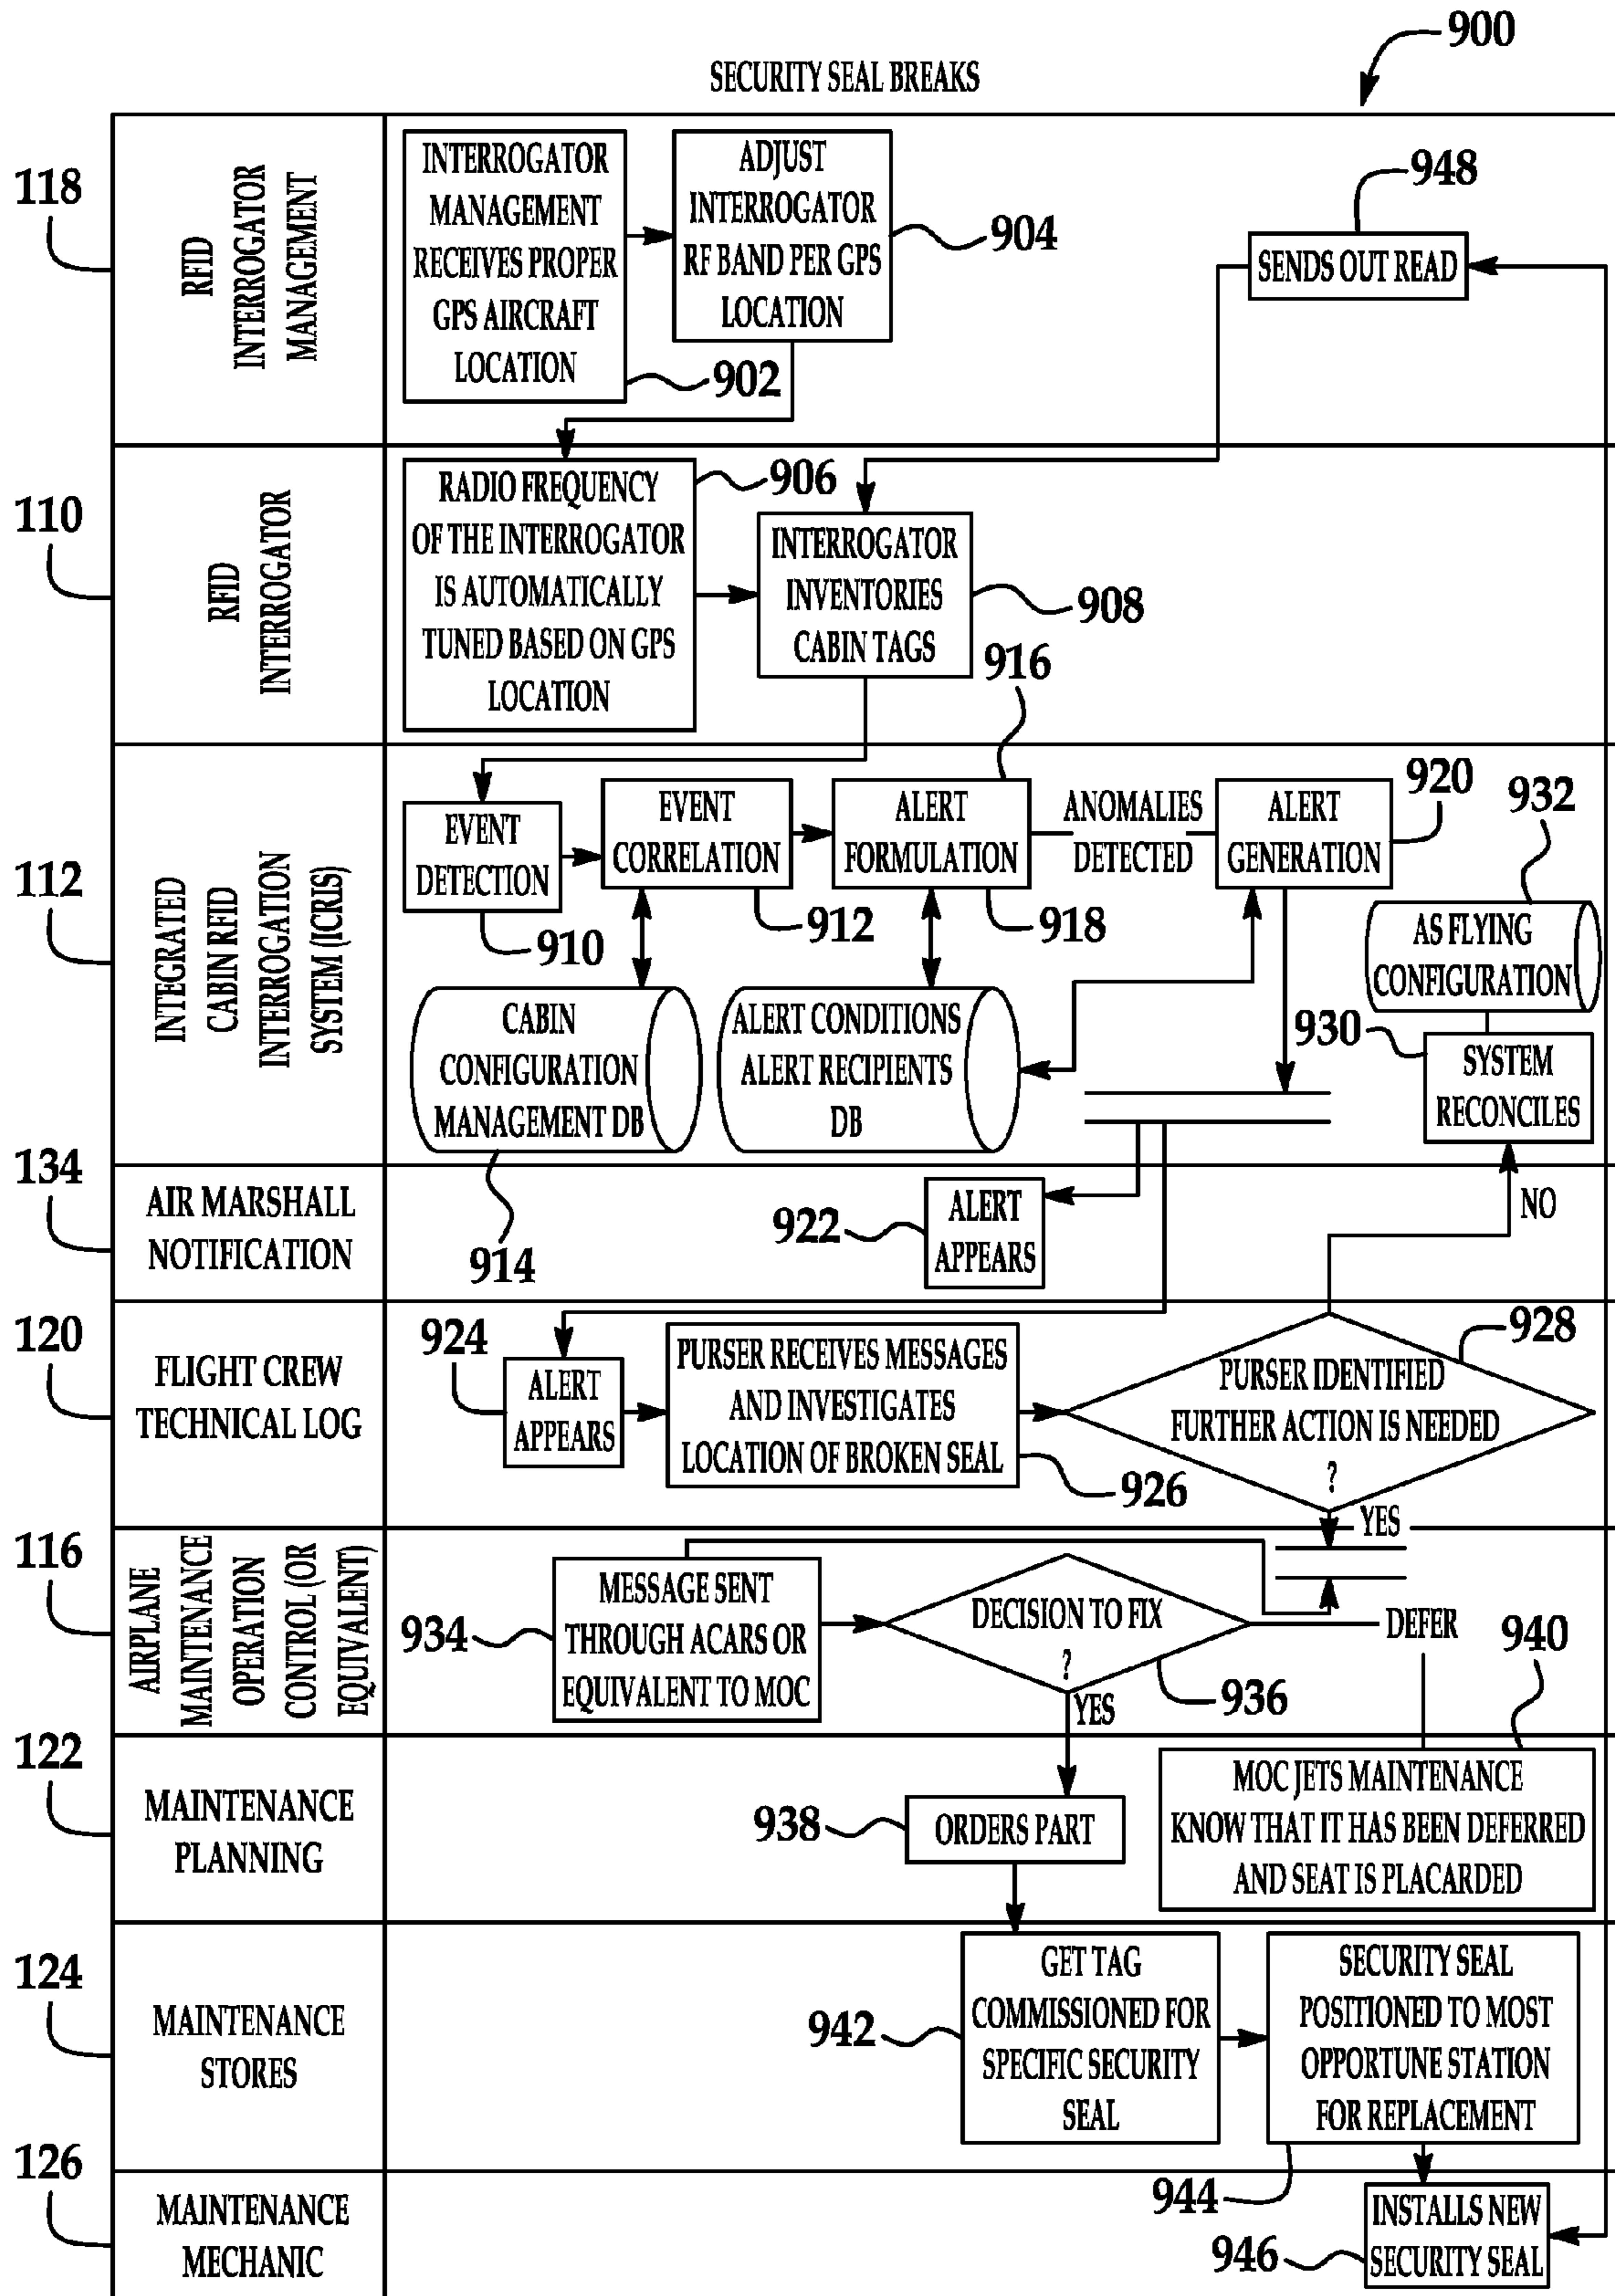 900
SECURITY SEAL BREAKS
118
RFID
INTERROGATOR
MANAGEMENT
INTERROGATOR
MANAGEMENT
RECEIVES PROPER
GPS AIRCRAFT
LOCATION
902
ADJUST
INTERROGATOR
RF BAND PER GPS
LOCATION
904
948
SENDS OUT READ
110
RFID
INTERROGATOR
RADIO FREQUENCY
OF THE INTERROGATOR
IS AUTOMATICALLY
TUNED BASED ON GPS
LOCATION
906
INTERROGATOR
INVENTORIES
CABIN TAGS
908
112
INTEGRATED
CABIN RFID
INTERROGATION
SYSTEM (ICRIS)
EVENT
DETECTION
910
EVENT
CORRELATION
912
916
ALERT
FORMULATION
918
ANOMALIES
DETECTED
ALERT
GENERATION
920
932
AS FLYING
CONFIGURATION
930
SYSTEM
RECONCILES
CABIN
CONFIGURATION
MANAGEMENT DB
914
ALERT CONDITIONS
ALERT RECIPIENTS
DB
134
AIR MARSHALL
NOTIFICATION
922
ALERT
APPEARS
NO
120
FLIGHT CREW
TECHNICAL LOG
924
ALERT
APPEARS
PURSER RECEIVES MESSAGES
AND INVESTIGATES
LOCATION OF BROKEN SEAL
926
928
PURSER IDENTIFIED
FURTHER ACTION IS NEEDED
?
YES
116
AIRPLANE
MAINTENANCE
OPERATION
CONTROL (OR
EQUIVALENT)
934
MESSAGE SENT
THROUGH ACARS OR
EQUIVALENT TO MOC
DECISION TO FIX
?
936
YES
DEFER
940
122
MAINTENANCE
PLANNING
938
ORDERS PART
MOC JETS MAINTENANCE
KNOW THAT IT HAS BEEN DEFERRED
AND SEAT IS PLACARDED
124
MAINTENANCE
STORES
942
GET TAG
COMMISSIONED FOR
SPECIFIC SECURITY
SEAL
SECURITY SEAL
POSITIONED TO MOST
OPPORTUNE STATION
FOR REPLACEMENT
944
126
MAINTENANCE
MECHANIC
946
INSTALLS NEW
SECURITY SEAL